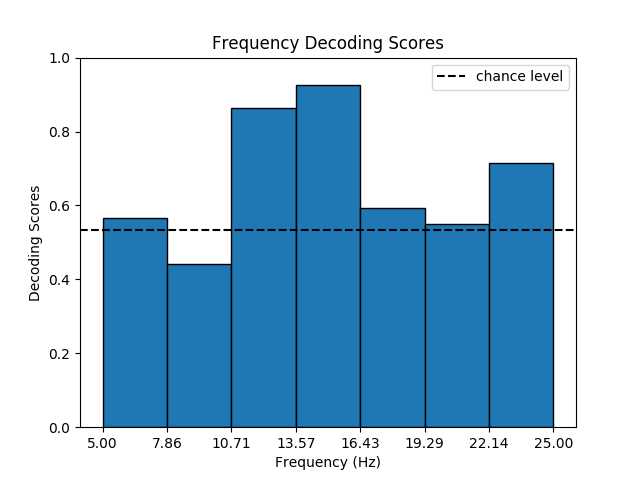 Frequency Decoding Scores
chance level
1.0
0.8
0.6
0.4
0.2
0.0
Decoding Scores
5.00 7.86 10.71 13.57 16.43 19.29 22.14 25.00
Frequency (Hz)